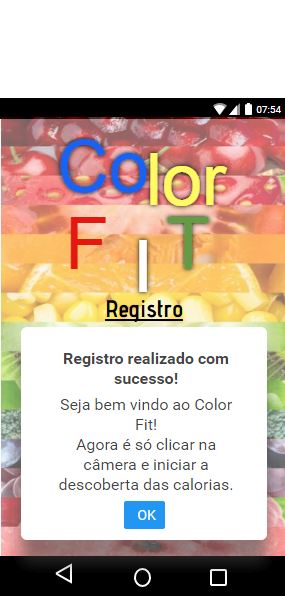 07:54
Color
F I T
Registro
Registro realizado com
sucesso!
Seja bem vindo ao Color
Fit!
Agora é só clicar na
câmera e iniciar a
descoberta das calorias.
OK